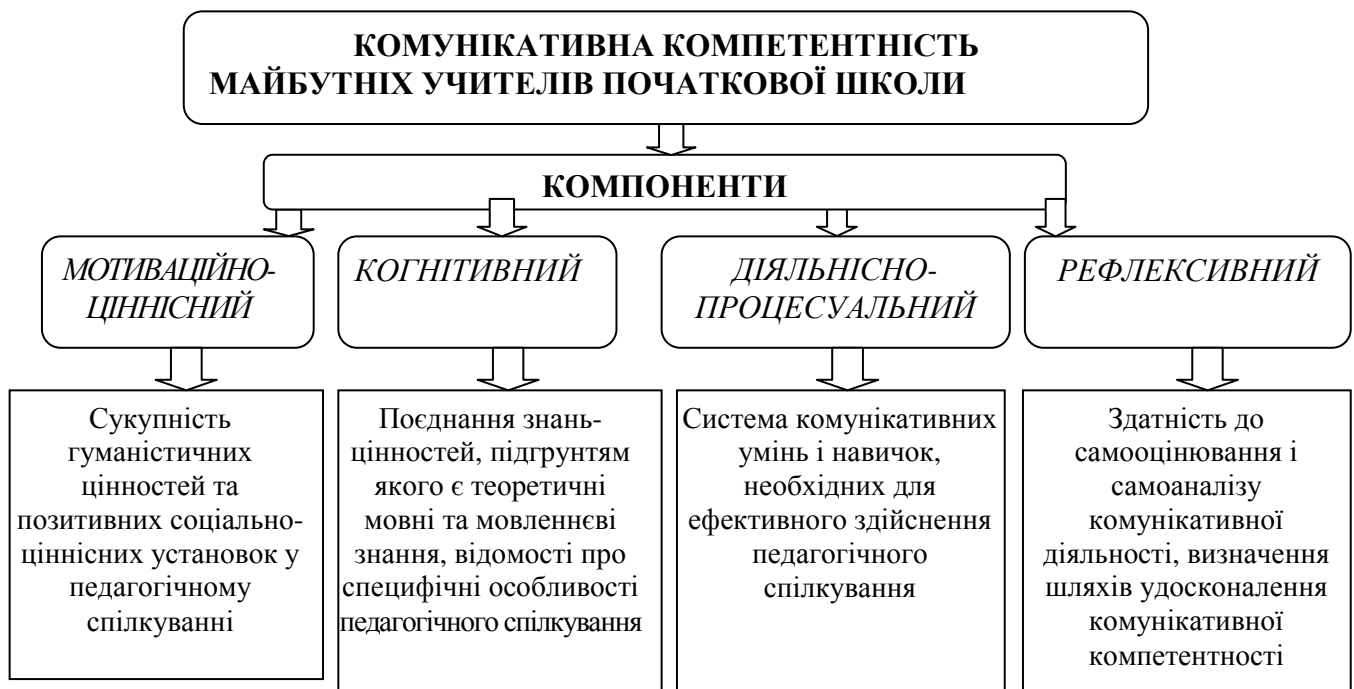 КОМУНІКАТИВНА КОМПЕТЕНТНІСТЬ
МАЙБУТНІХ УЧИТЕЛІВ ПОЧАТКОВОЇ ШКОЛИ
КОМПОНЕНТИ
МОТИВАЦІЙНО-
ЦІННІСНИЙ
КОГНІТИВНИЙ
ДІЯЛЬНІСНО-
ПРОЦЕСУАЛЬНИЙ
РЕФЛЕКСИВНИЙ
Сукупність
гуманістичних
цінностей та
позитивних соціально-
ціннісних установок у
педагогічному
спілкуванні
Поєднання знань-
цінностей, підгрунтям
якого є теоретичні
мовні та мовленнєві
знання, відомості про
специфічні особливості
педагогічного спілкування
Система комунікативних
умінь і навичок,
необхідних для
ефективного здійснення
педагогічного
спілкування
Здатність до
самооцінювання і
самоаналізу
комунікативної
діяльності, визначення
шляхів удосконалення
комунікативної
компетентності